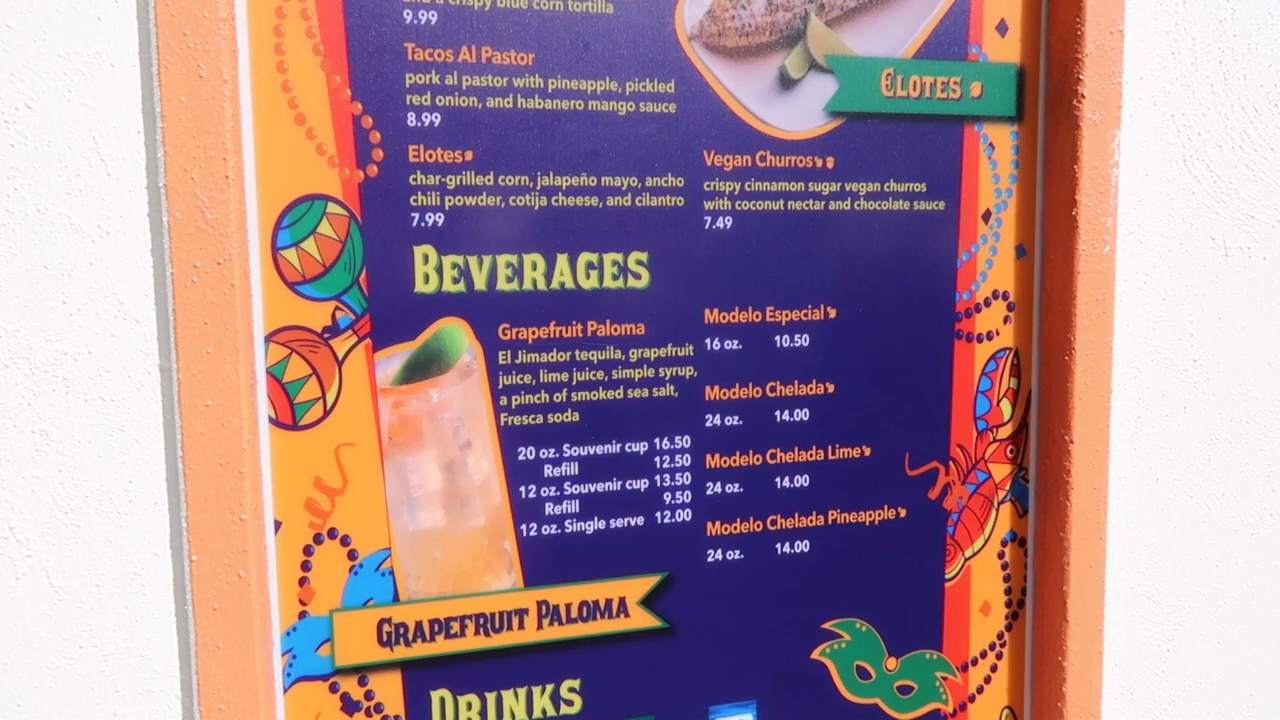 and a crispy blue corn tortilla
9.99
Tacos Al Pastor
pork al pastor with pineapple, pickled
red onion, and habanero mango sauce
8.99
Elotes
char-grilled corn, jalapeño mayo, ancho
chili powder, cotija cheese, and cilantro
7.99
ELOTES
Vegan Churros
crispy cinnamon sugar vegan churros
with coconut nectar and chocolate sauce
7.49
BEVERAGES
Grapefruit Paloma
El Jimador tequila, grapefruit
juice, lime juice, simple syrup,
a pinch of smoked sea salt,
Fresca soda
20 oz. Souvenir cup 16.50
Refill 12.50
12 oz. Souvenir cup 13.50
Refill 9.50
12 oz. Single serve 12.00
GRAPEFRUIT PALOMA
Modelo Especial
16 oz. 10.50
Modelo Chelada
24 oz. 14.00
Modelo Chelada Lime
24 oz. 14.00
Modelo Chelada Pineapple
24 oz. 14.00
DRINKS